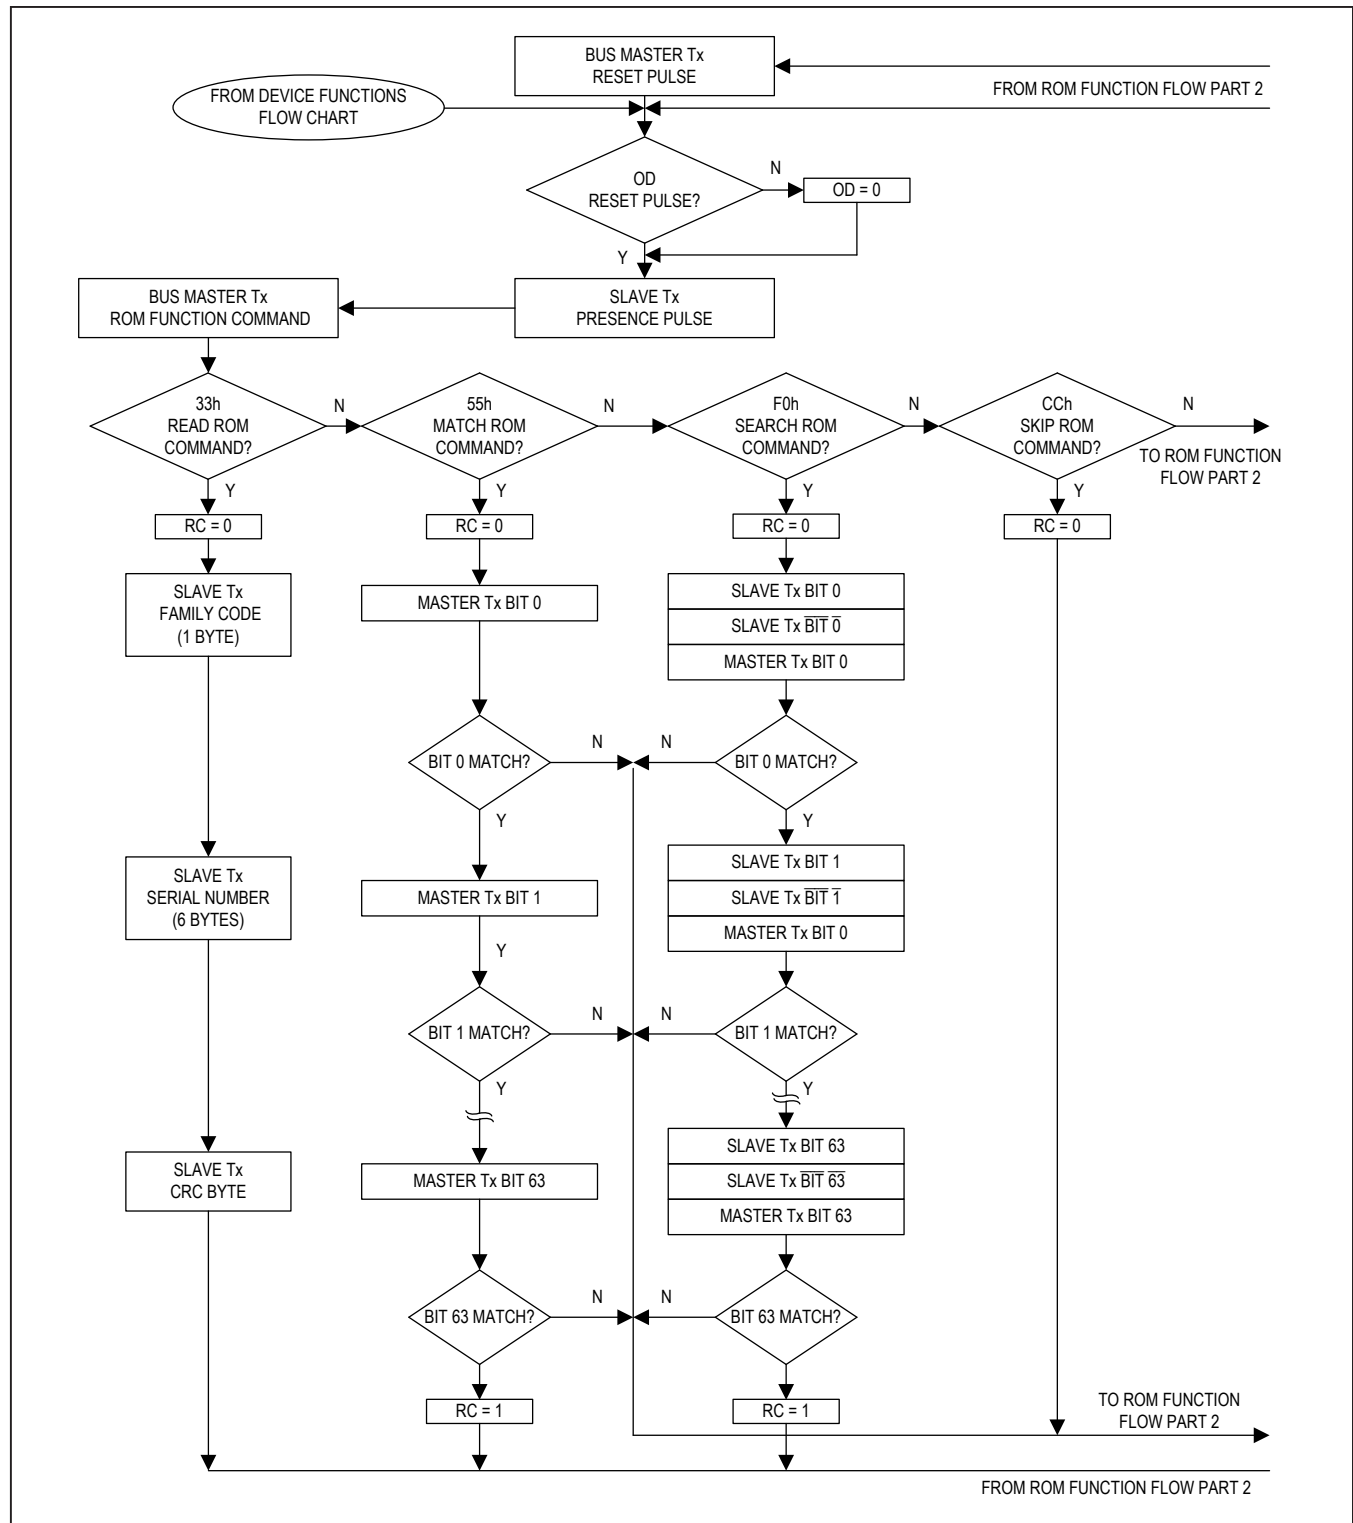 BUS MASTER Tx
RESET PULSE
FROM ROM FUNCTION FLOW PART 2
FROM DEVICE FUNCTIONS
FLOW CHART
OD
RESET PULSE?
N
OD = 0
Y
BUS MASTER Tx
ROM FUNCTION COMMAND
SLAVE Tx
PRESENCE PULSE
33h
READ ROM
COMMAND?
N
55h
MATCH ROM
COMMAND?
N
F0h
SEARCH ROM
COMMAND?
N
CCh
SKIP ROM
COMMAND?
N
TO ROM FUNCTION
FLOW PART 2
Y
Y
Y
Y
RC = 0
RC = 0
RC = 0
RC = 0
SLAVE Tx
FAMILY CODE
(1 BYTE)
MASTER Tx BIT 0
SLAVE Tx BIT 0
SLAVE Tx B̅I̅T̅ 0̅
MASTER Tx BIT 0
BIT 0 MATCH?
N
N
BIT 0 MATCH?
Y
Y
SLAVE Tx
SERIAL NUMBER
(6 BYTES)
MASTER Tx BIT 1
SLAVE Tx BIT 1
SLAVE Tx B̅I̅T̅ 1̅
MASTER Tx BIT 0
Y
BIT 1 MATCH?
N
N
BIT 1 MATCH?
Y
Y
SLAVE Tx
CRC BYTE
MASTER Tx BIT 63
SLAVE Tx BIT 63
SLAVE Tx B̅I̅T̅ 6̅3̅
MASTER Tx BIT 63
BIT 63 MATCH?
N
N
BIT 63 MATCH?
RC = 1
RC = 1
TO ROM FUNCTION
FLOW PART 2
FROM ROM FUNCTION FLOW PART 2